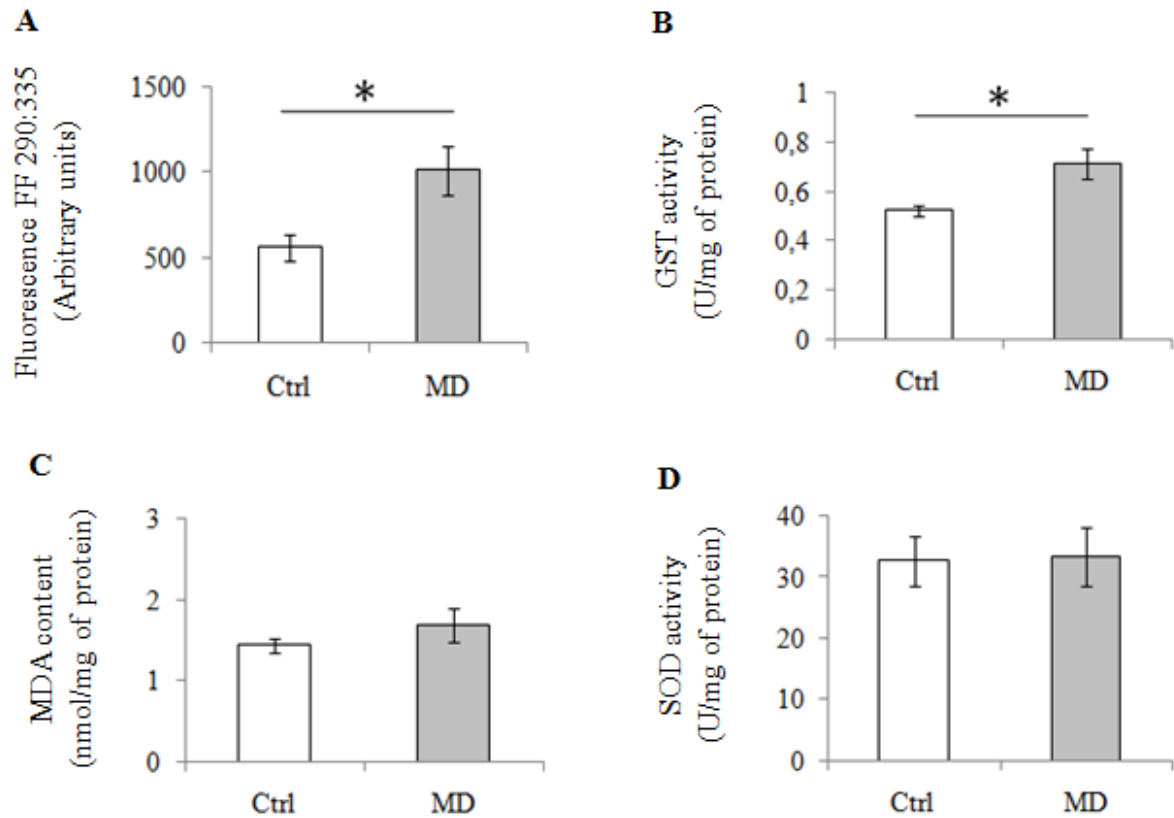 A
Fluorescence FF 290:335
(Arbitrary units)
1500
1000
500
0
*
Ctrl
MD
B
GST activity
(U/mg of protein)
1
0,8
0,6
0,4
0,2
0
*
Ctrl
MD
C
MDA content
(nmol/mg of protein)
3
2
1
0
Ctrl
MD
D
SOD activity
(U/mg of protein)
40
30
20
10
0
Ctrl
MD